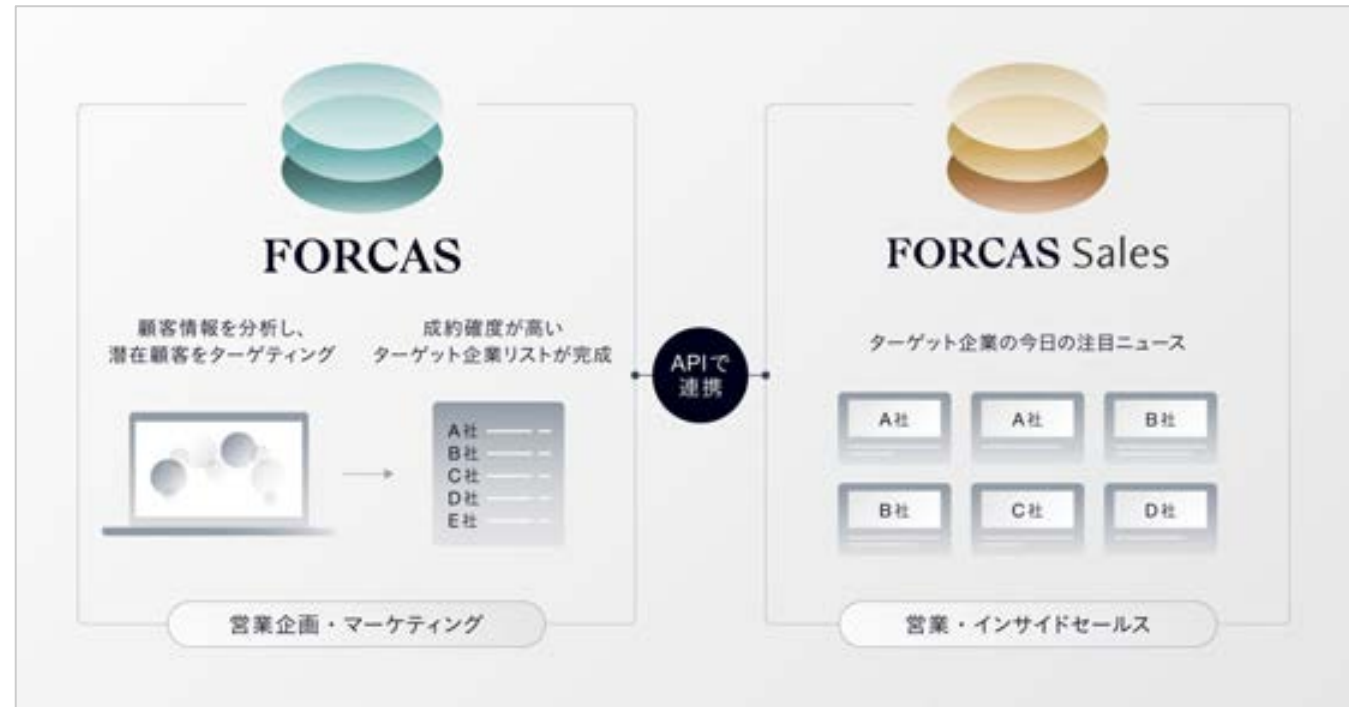 FORCAS
顧客情報を分析し、
潜在顧客をターゲティング
成約確度が高い
ターゲット企業リストが完成
A社
B社
C社
D社
E社
営業企画・マーケティング
APIで
連携
FORCAS Sales
ターゲット企業の今日の注目ニュース
A社
A社
B社
B社
C社
D社
営業・インサイドセールス